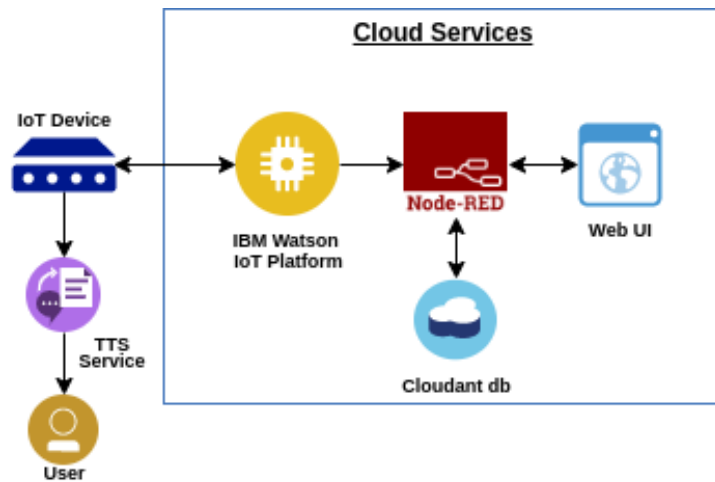 Cloud Services
IoT Device
Node-RED
IBM Watson
IoT Platform
Web UI
TTS
Service
Cloudant db
User